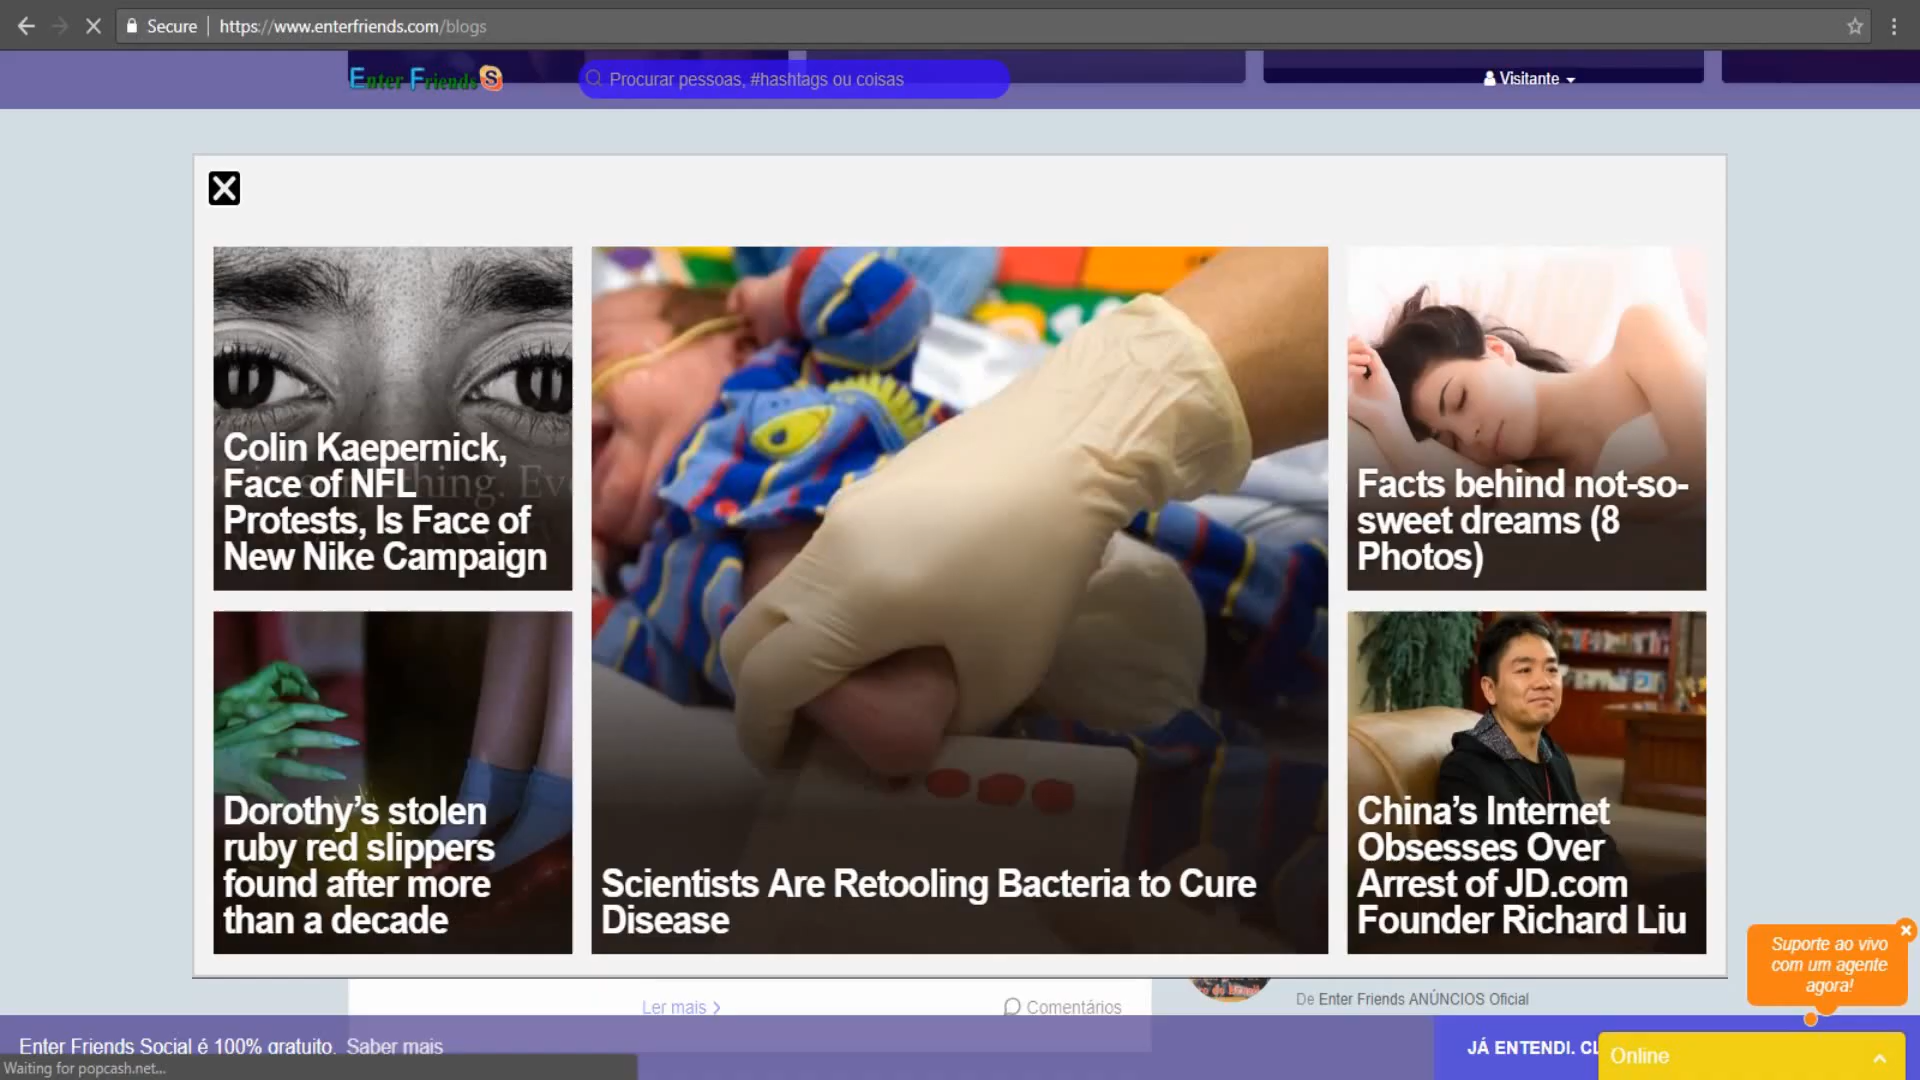 Secure
https://www.enterfriends.com/blogs
Enter Friends S
Procurar pessoas, #hashtags ou coisas
Visitante
X
Colin Kaepernick,
Face of NFL
Protests, Is Face of
New Nike Campaign
Scientists Are Retooling Bacteria to Cure
Disease
Facts behind not-so-
sweet dreams (8
Photos)
Dorothy’s stolen
ruby red slippers
found after more
than a decade
China’s Internet
Obsesses Over
Arrest of JD.com
Founder Richard Liu
Suporte ao vivo
com um agente
agora!
Ler mais
Comentários
De Enter Friends ANÚNCIOS Oficial
Enter Friends Social é 100% gratuito. Saber mais
JÁ ENTENDI.
Online
Waiting for popcash.net...